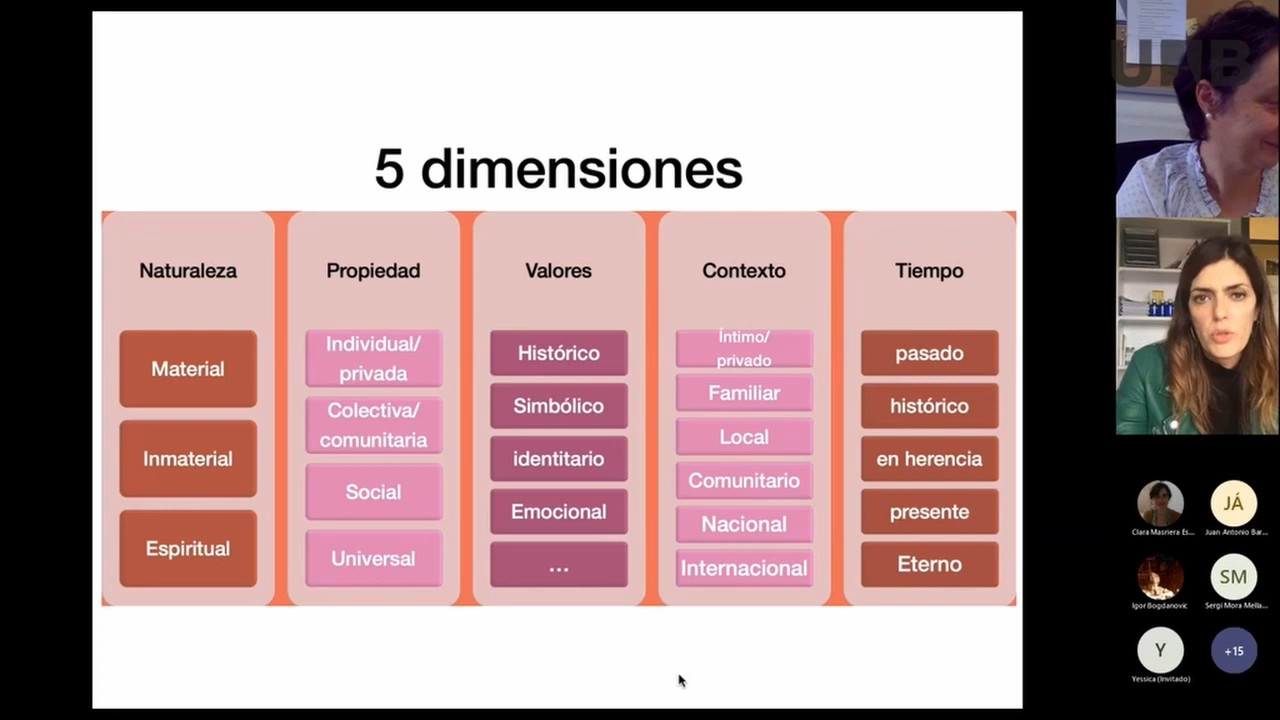 5 dimensiones
Naturaleza
Material
Inmaterial
Espiritual
Propiedad
Individual/
privada
Colectiva/
comunitaria
Social
Universal
Valores
Histórico
Simbólico
identitario
Emocional
...
Contexto
Íntimo/
privado
Familiar
Local
Comunitario
Nacional
Internacional
Tiempo
pasado
histórico
en herencia
presente
Eterno
UAB
Clara Masriera Es...
JÁ
Juan Antonio Bar...
Igor Bogdanovic
SM
Sergi Mora Mella...
Y
Yessica (Invitado)
+15